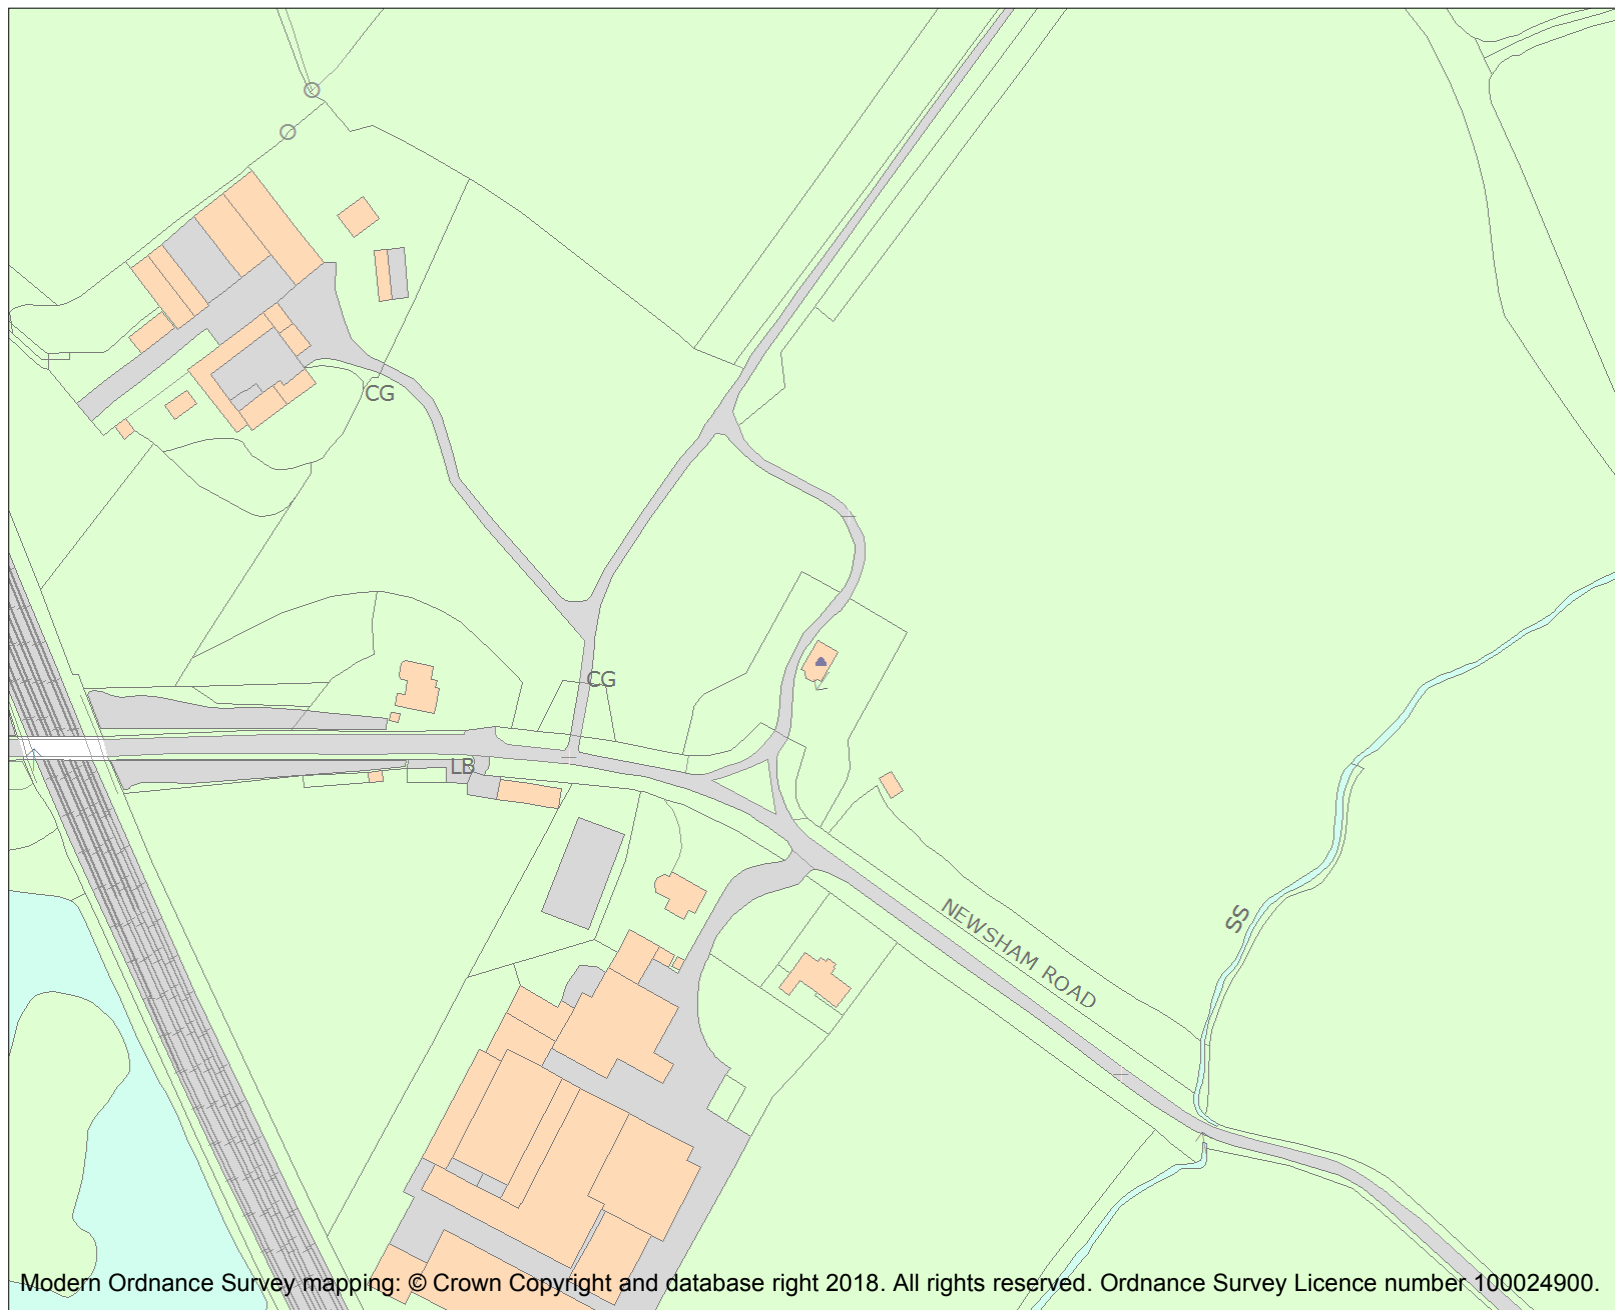 CG
CG
LB
NEWSHAM ROAD
SS
Modern Ordnance Survey mapping: © Crown Copyright and database right 2018. All rights reserved. Ordnance Survey Licence number 100024900.